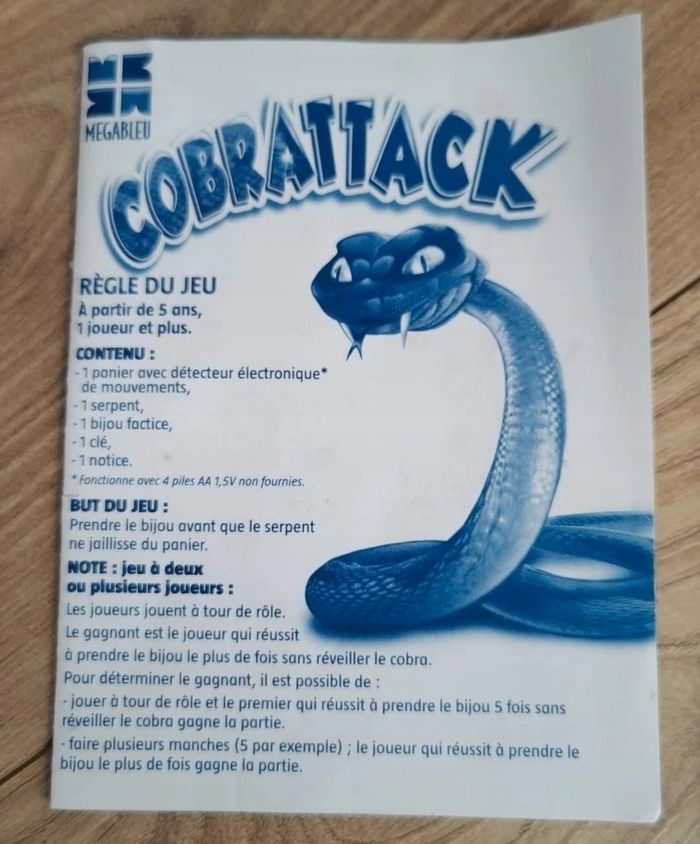 MEGABLEU
COBRATTACK
RÈGLE DU JEU
À partir de 5 ans,
1 joueur et plus.
CONTENU :
- 1 panier avec détecteur électronique*
de mouvements,
- 1 serpent,
- 1 bijou factice,
- 1 clé,
- 1 notice.
* Fonctionne avec 4 piles AA 1,5V non fournies.
BUT DU JEU :
Prendre le bijou avant que le serpent
ne jaillisse du panier.
NOTE : jeu à deux
ou plusieurs joueurs :
Les joueurs jouent à tour de rôle.
Le gagnant est le joueur qui réussit
à prendre le bijou le plus de fois sans réveiller le cobra.
Pour déterminer le gagnant, il est possible de :
- jouer à tour de rôle et le premier qui réussit à prendre le bijou 5 fois sans
réveiller le cobra gagne la partie.
- faire plusieurs manches (5 par exemple) ; le joueur qui réussit à prendre le
bijou le plus de fois gagne la partie.